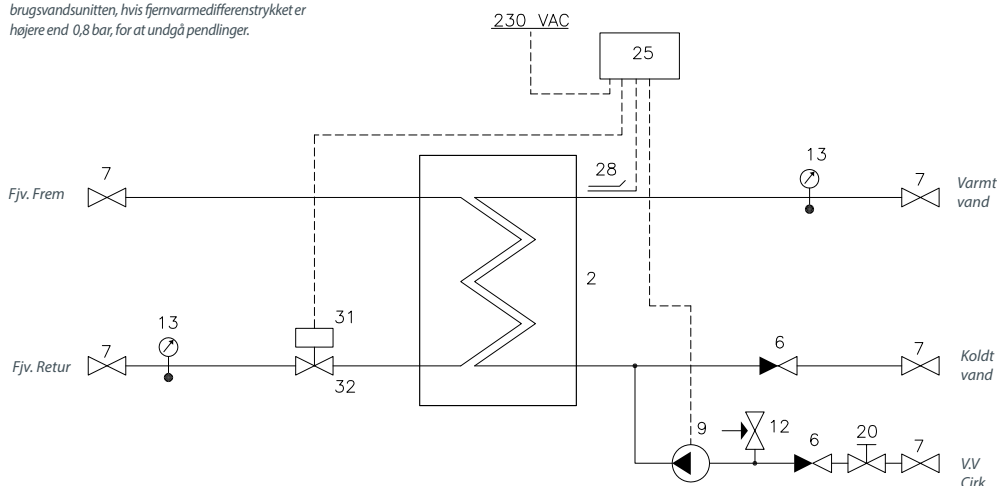 brugsvandsunitten, hvis fjernvarmedifferenstrykket er
højere end 0,8 bar, for at undgå pendlinger.
230 VAC
25
7
28
13
7
Fjv. Frem
Varmt
vand
2
13
31
6
7
7
Fjv. Retur
32
Koldt
vand
9
12
6
20
7
V.V
Cirk